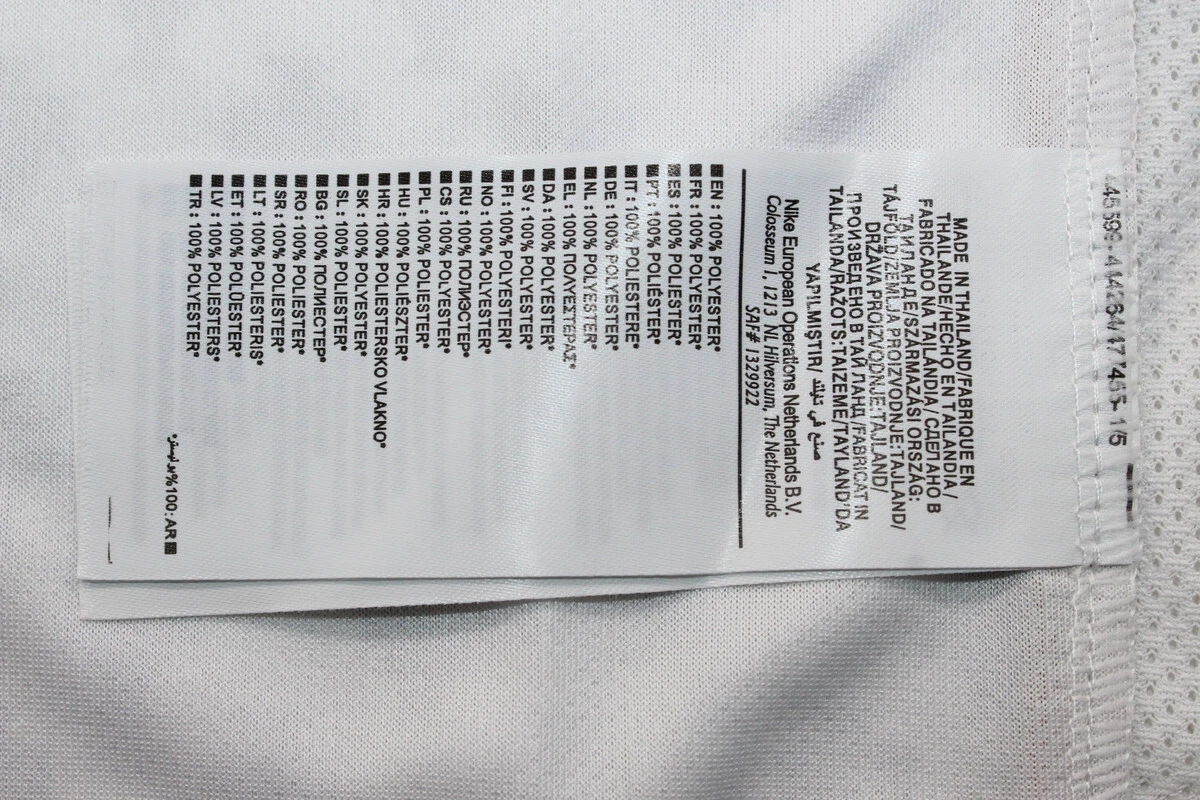 MADE IN THAILAND/FABRIQUE EN
THAILANDE/HECHO EN TAILANDIA/
FABRICADO NA TAILÂNDIA/СДЕЛАНО В
ТАИЛАНДЕ/SZÁRMAZÁSI ORSZÁG:
TÁJFÖLD/ZEMLJA PROIZVODNJE:TAJLAND/
DRŽAVA PROIZVODNJE:TAJLAND/
ПРОИЗВЕДЕНО В ТАЙЛАНД/FABRICAT IN
TAILANDA/RAŽOTS:TAIZEME/TAYLAND'DA
YAPILMIŞTIR/ صنع في
Nike European Operations Netherlands B.V.
Colosseum 1, 1213 NL Hilversum, The Netherlands
SAF# 1329922
EN : 100% POLYESTER*
FR : 100% POLYESTER*
ES : 100% POLIÉSTER*
PT : 100% POLIÉSTER*
IT : 100% POLIESTERE*
DE : 100% POLYESTER*
NL : 100% POLYESTER*
EL : 100% ΠΟΛΥΕΣΤΕΡΑΣ*
DA : 100% POLYESTER*
SV : 100% POLYESTER*
FI : 100% POLYESTERI*
NO : 100% POLYESTER*
RU : 100% ПОЛИЭСТЕР*
CS : 100% POLYESTER*
PL : 100% POLIESTER*
HU : 100% POLIÉSZTER*
HR : 100% POLIESTERSKO VLAKNO*
SK : 100% POLYESTER*
SL : 100% POLIESTER*
BG : 100% ПОЛИЕСТЕР*
RO : 100% POLIESTER*
SR : 100% POLIESTER*
LT : 100% POLIESTERIS*
ET : 100% POLÜESTER*
LV : 100% POLIESTERS*
TR : 100% POLYESTER*
AR : 100% بوليستر*